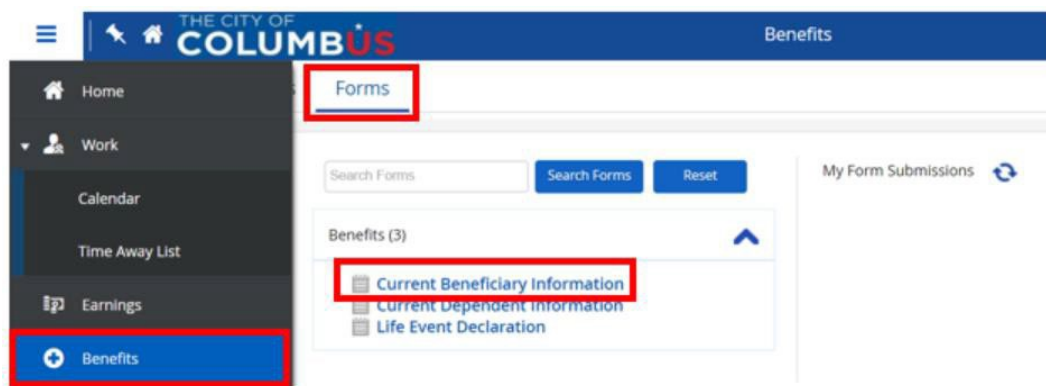 THE CITY OF
COLUMBUS
Benefits
Home
Forms
Work
Calendar
Time Away List
Earnings
Benefits
Search Forms
Search Forms
Reset
My Form Submissions
Benefits (3)
Current Beneficiary Information
Current Dependent Information
Life Event Declaration